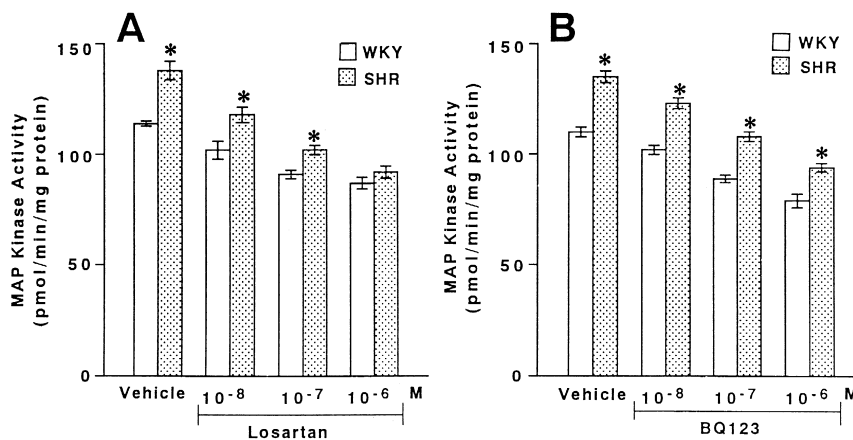 A
MAP Kinase Activity
(pmol/min/mg protein)
150
100
50
0
WKY
SHR
*
*
*
Vehicle 10⁻⁸ 10⁻⁷ 10⁻⁶ M
Losartan
B
MAP Kinase Activity
(pmol/min/mg protein)
150
100
50
0
WKY
SHR
*
*
*
*
Vehicle 10⁻⁸ 10⁻⁷ 10⁻⁶ M
BQ123